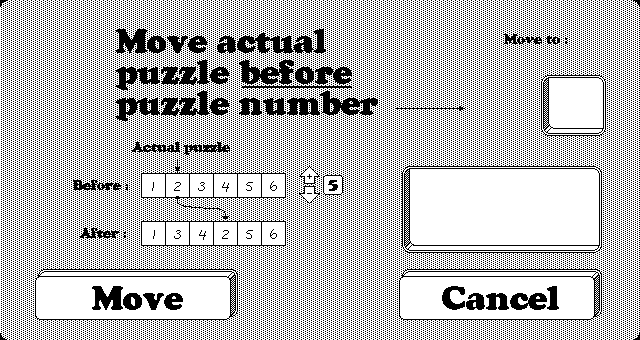 Move actual
puzzle before
puzzle number
Move to :
Actual puzzle
Before : 1 2 3 4 5 6
5
After : 1 3 4 2 5 6
Move
Cancel